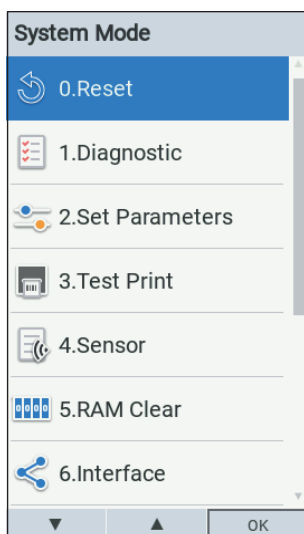 System Mode
0.Reset
1.Diagnostic
2.Set Parameters
3.Test Print
4.Sensor
5.RAM Clear
6.Interface
▼ ▲ OK